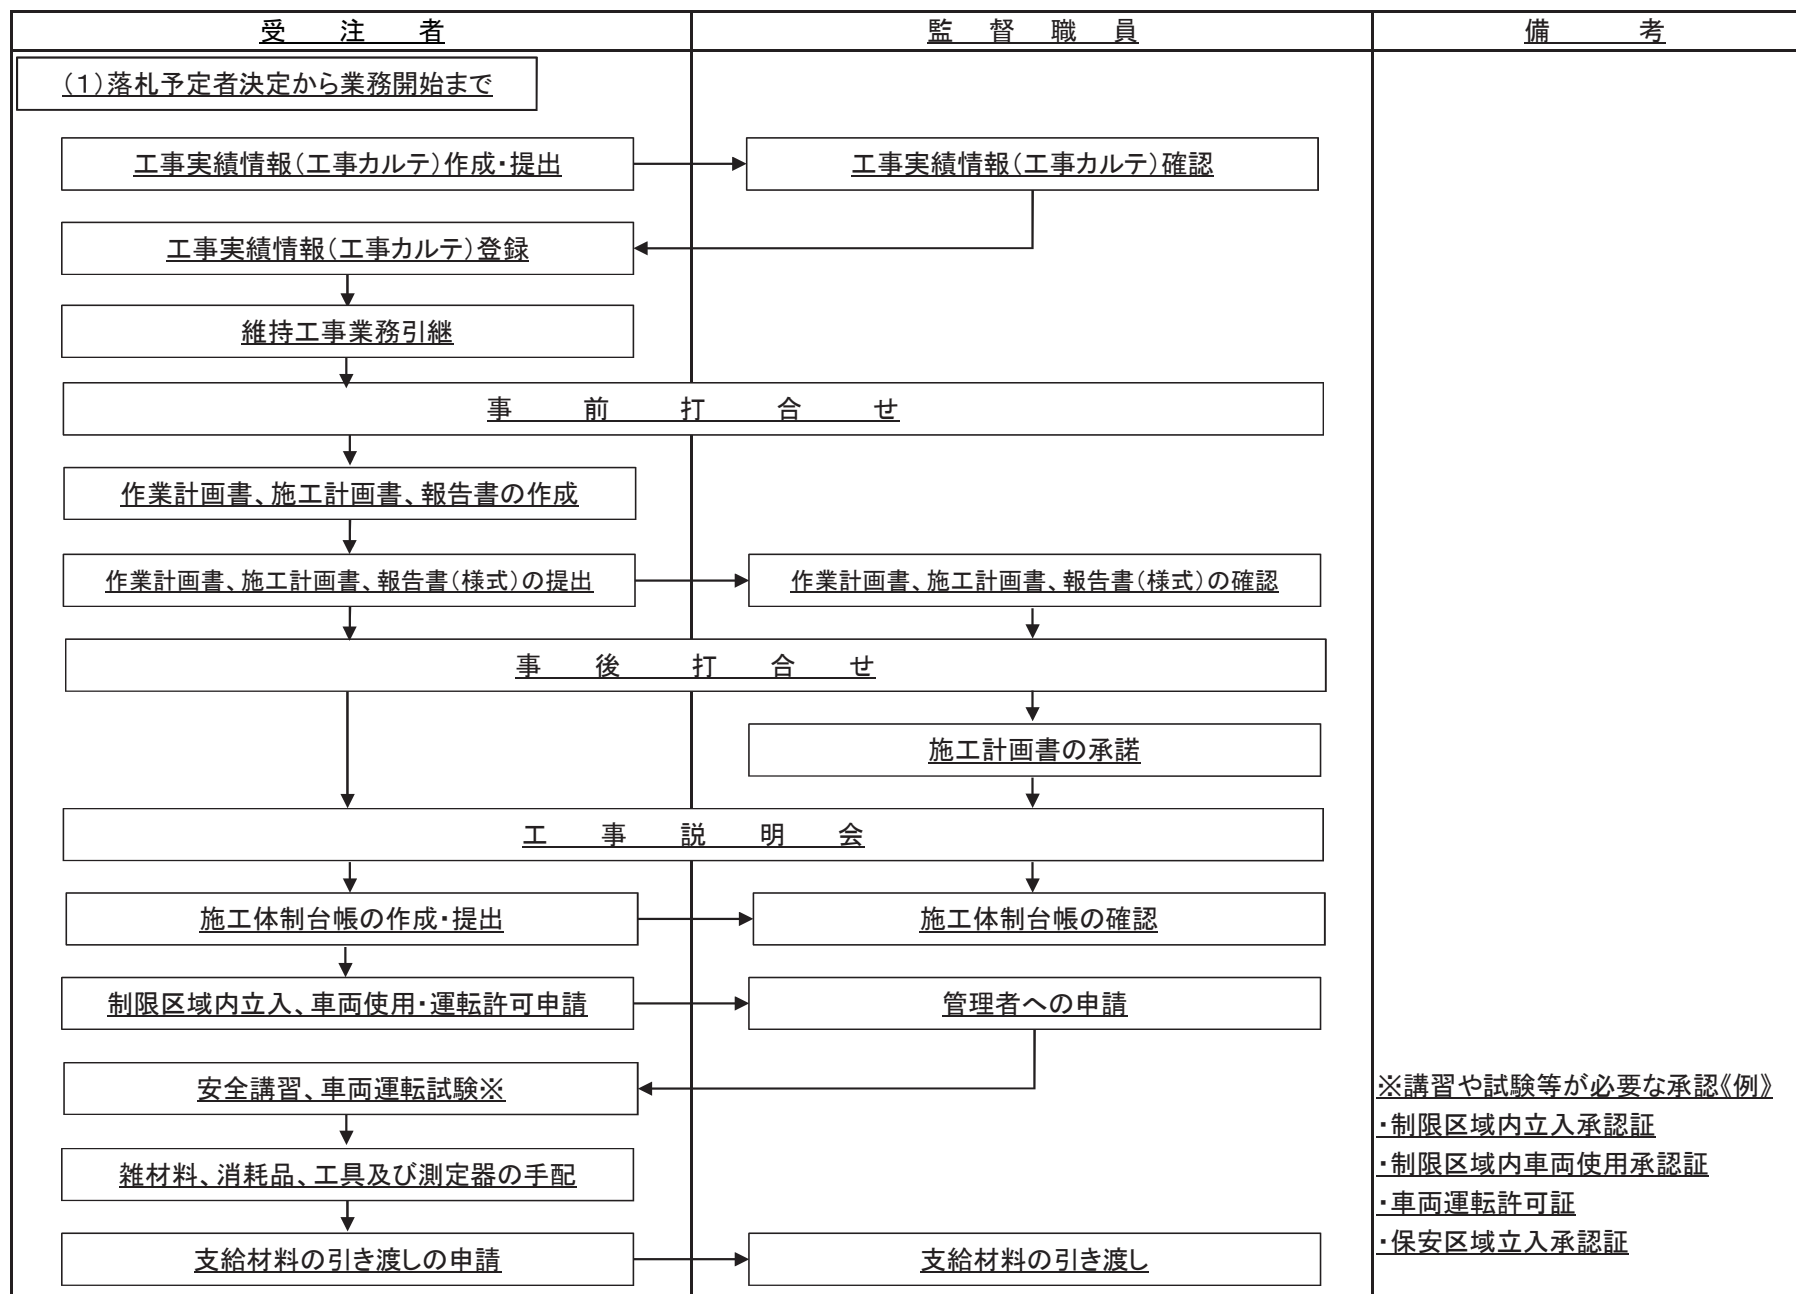 受注者
監督職員
備考
(1)落札予定者決定から業務開始まで
工事実績情報(工事カルテ)作成・提出
工事実績情報(工事カルテ)確認
工事実績情報(工事カルテ)登録
維持工事業務引継
事前打合せ
作業計画書、施工計画書、報告書の作成
作業計画書、施工計画書、報告書(様式)の提出
作業計画書、施工計画書、報告書(様式)の確認
事後打合せ
施工計画書の承諾
工事説明会
施工体制台帳の作成・提出
施工体制台帳の確認
制限区域内立入、車両使用・運転許可申請
管理者への申請
安全講習、車両運転試験※
雑材料、消耗品、工具及び測定器の手配
支給材料の引き渡しの申請
支給材料の引き渡し
※講習や試験等が必要な承認《例》
・制限区域内立入承認証
・制限区域内車両使用承認証
・車両運転許可証
・保安区域立入承認証